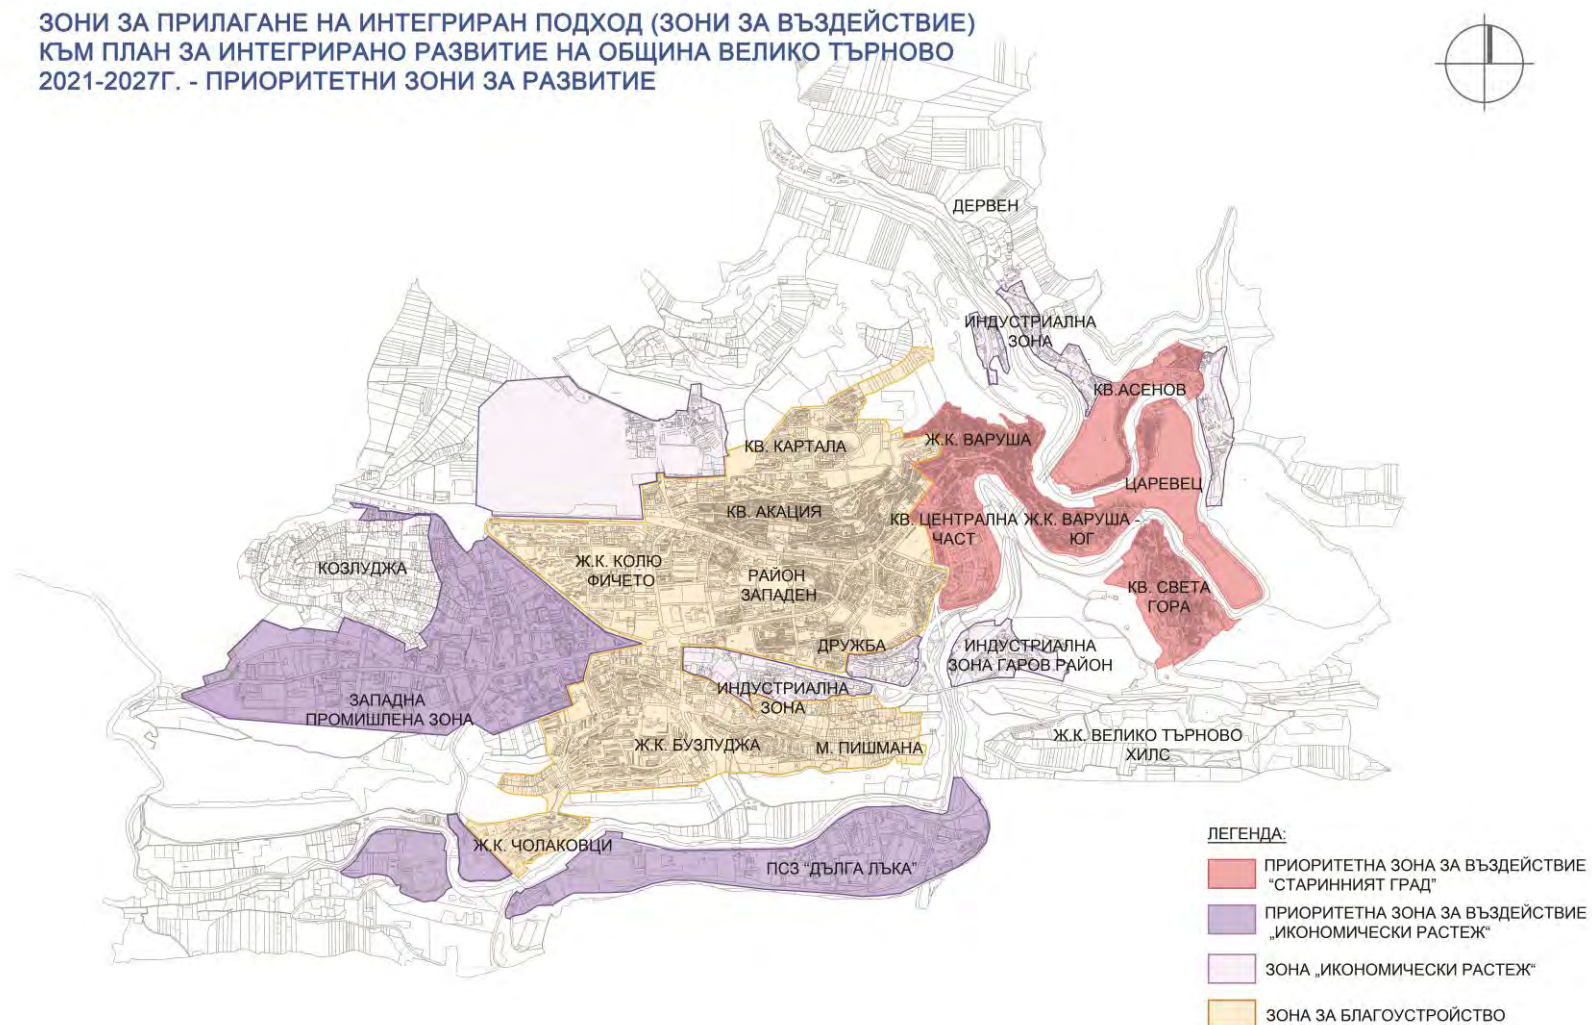 ЗОНИ ЗА ПРИЛАГАНЕ НА ИНТЕГРИРАН ПОДХОД (ЗОНИ ЗА ВЪЗДЕЙСТВИЕ)
КЪМ ПЛАН ЗА ИНТЕГРИРАНО РАЗВИТИЕ НА ОБЩИНА ВЕЛИКО ТЪРНОВО
2021-2027Г. - ПРИОРИТЕТНИ ЗОНИ ЗА РАЗВИТИЕ
ДЕРВЕН
ИНДУСТРИАЛНА
ЗОНА
КВ.АСЕНОВ
Ж.К. ВАРУША
КВ. КАРТАЛА
ЦАРЕВЕЦ
КВ. АКАЦИЯ
КВ. ЦЕНТРАЛНА
ЧАСТ
Ж.К. ВАРУША -
ЮГ
Ж.К. КОЛЮ
ФИЧЕТО
КОЗЛУДЖА
РАЙОН
ЗАПАДЕН
КВ. СВЕТА
ГОРА
ДРУЖБА
ИНДУСТРИАЛНА
ЗОНА ГАРОВ РАЙОН
ИНДУСТРИАЛНА
ЗОНА
ЗАПАДНА
ПРОМИШЛЕНА ЗОНА
Ж.К. БУЗЛУДЖА
М. ПИШМАНА
Ж.К. ВЕЛИКО ТЪРНОВО
ХИЛС
Ж.К. ЧОЛАКОВЦИ
ПСЗ "ДЪЛГА ЛЪКА"
ЛЕГЕНДА:
ПРИОРИТЕТНА ЗОНА ЗА ВЪЗДЕЙСТВИЕ
"СТАРИННИЯТ ГРАД"
ПРИОРИТЕТНА ЗОНА ЗА ВЪЗДЕЙСТВИЕ
„ИКОНОМИЧЕСКИ РАСТЕЖ“
ЗОНА „ИКОНОМИЧЕСКИ РАСТЕЖ“
ЗОНА ЗА БЛАГОУСТРОЙСТВО